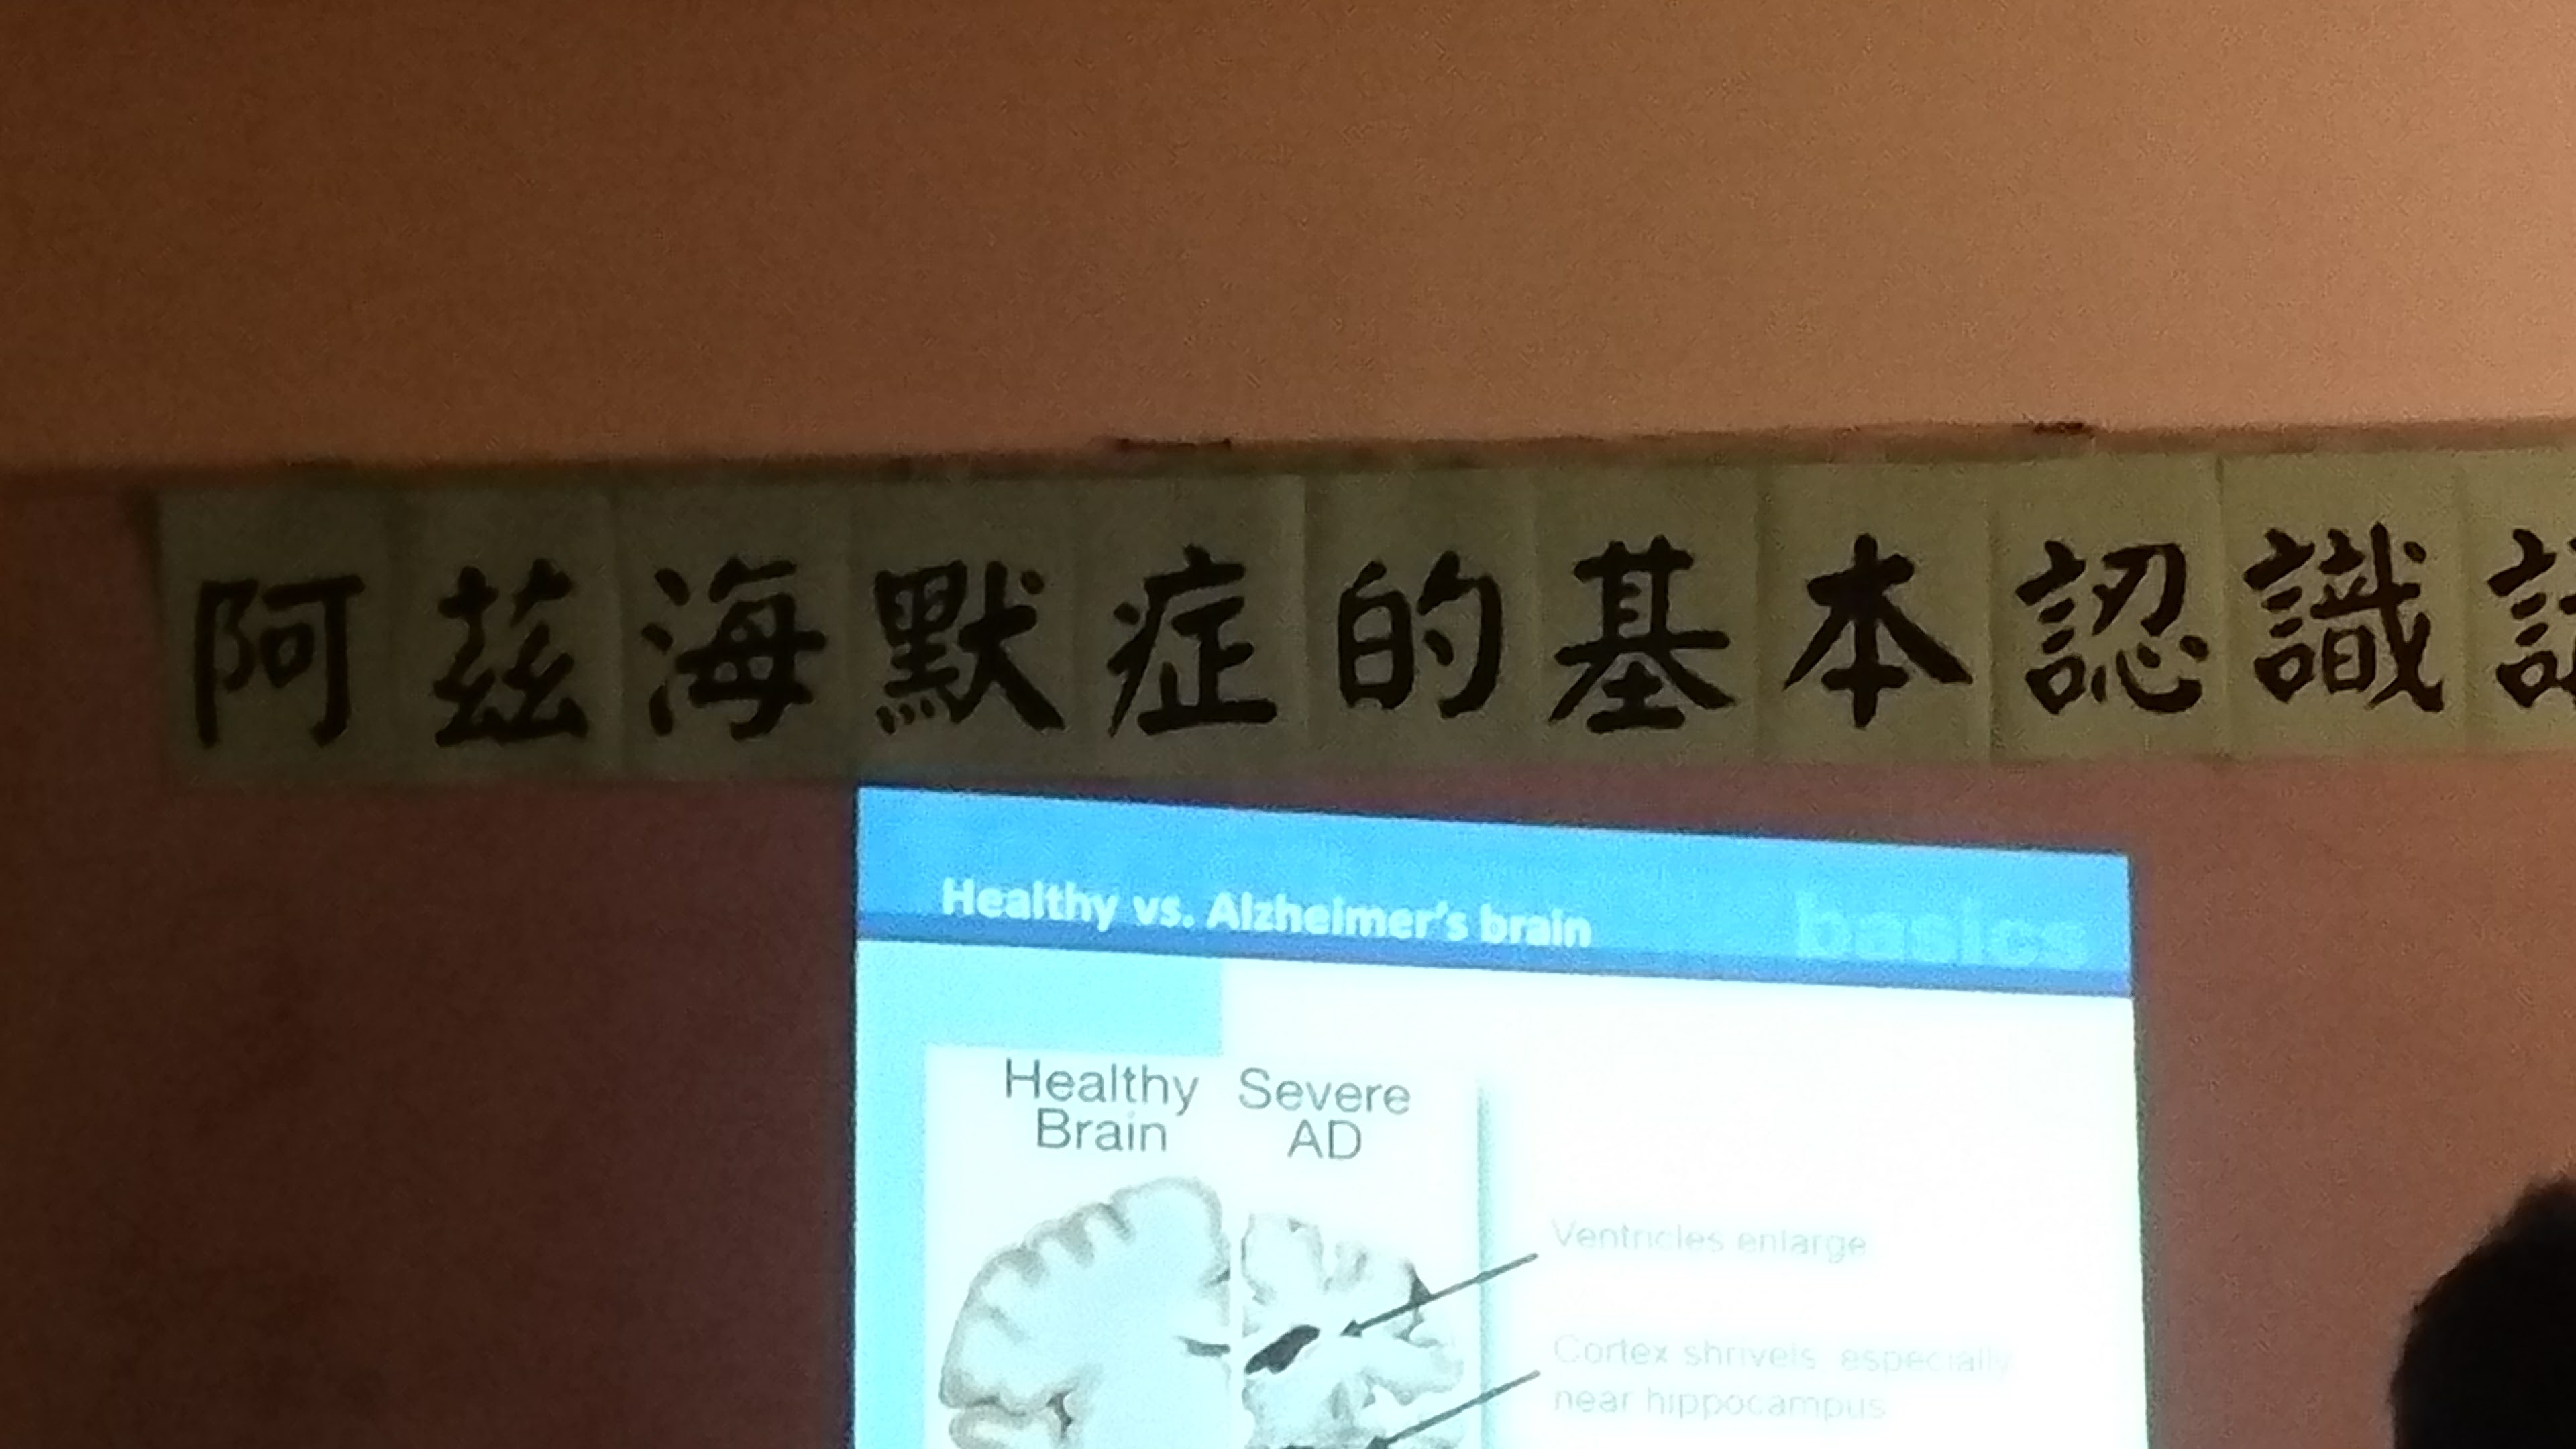 阿茲海默症的基本認識
Healthy vs. Alzheimer's brain
basics
Healthy
Brain
Severe
AD
Ventricles enlarge
Cortex shrivels, especially
near hippocampus